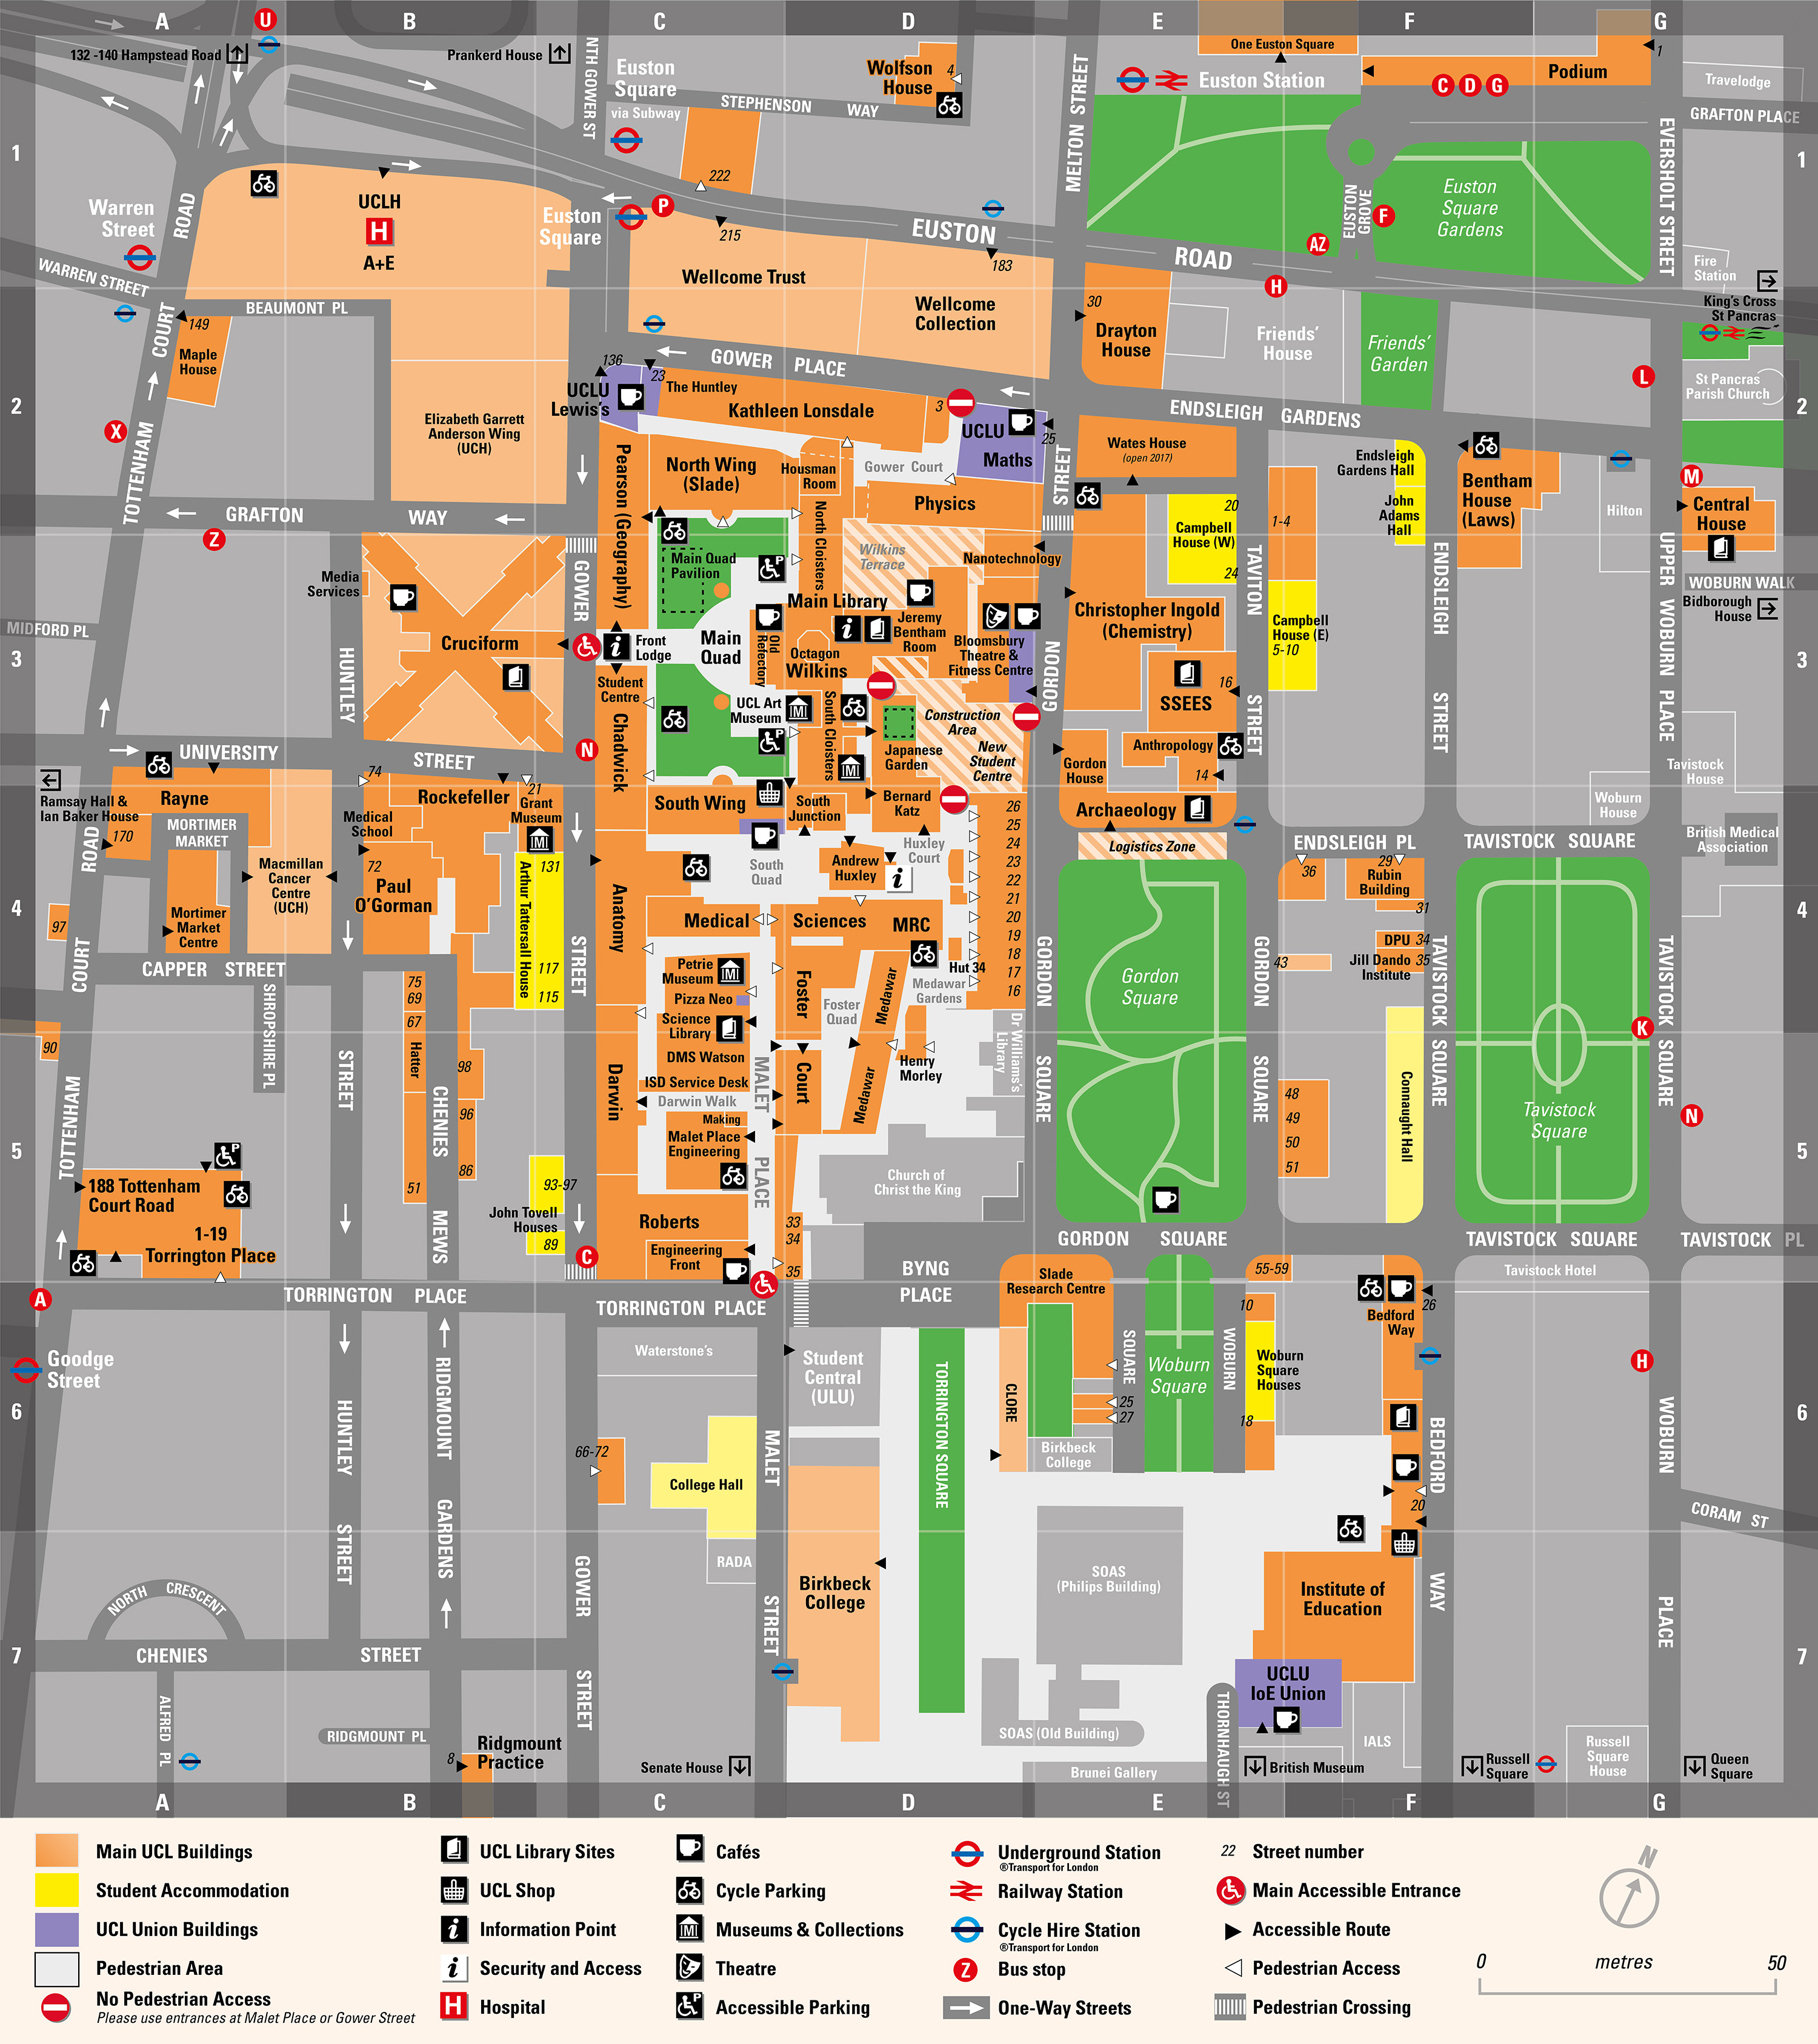 A B C D E F G
U
132 -140 Hampstead Road
Prankerd House
NTH GOWER ST
Euston
Square
via Subway
Wolfson
House
4
STEPHENSON WAY
MELTON STREET
One Euston Square
Euston Station
C D G
Podium
1
Travelodge
GRAFTON PLACE
EVERSHOLT STREET
1
1
222
UCLH
H
A+E
Warren
Street
ROAD
WARREN STREET
Euston
Square
P
215
EUSTON
183
ROAD
EUSTON
GROVE
F
AZ
H
Euston
Square
Gardens
Fire
Station
King's Cross
St Pancras
Wellcome Trust
Wellcome
Collection
BEAUMONT PL
COURT
149
Maple
House
30
Drayton
House
Friends'
House
Friends'
Garden
L
St Pancras
Parish Church
2
2
GOWER PLACE
136
23
UCLU
Lewis's
The Huntley
Kathleen Lonsdale
3
UCLU
Maths
25
ENDSLEIGH GARDENS
X
TOTTENHAM
Elizabeth Garrett
Anderson Wing
(UCH)
Pearson (Geography)
North Wing
(Slade)
Housman
Room
Gower Court
Physics
STREET
Wates House
(open 2017)
Endsleigh
Gardens Hall
John
Adams
Hall
Bentham
House
(Laws)
Hilton
M
Central
House
GRAFTON WAY
Z
North Cloisters
Wilkins
Terrace
Nanotechnology
20
Campbell
House (W)
24
1-4
TAVITON
ENDSLEIGH
UPPER WOBURN PLACE
WOBURN WALK
Bidborough
House
Media
Services
GOWER
Main Quad
Pavilion
Main Library
Christopher Ingold
(Chemistry)
Campbell
House (E)
5-10
MIDFORD PL
3
3
HUNTLEY
Cruciform
Front
Lodge
Main
Quad
Old
Refectory
Octagon
Wilkins
Jeremy
Bentham
Room
Bloomsbury
Theatre &
Fitness Centre
GORDON
SSEES
16
STREET
STREET
Student
Centre
Chadwick
UCL Art
Museum
South Cloisters
Construction
Area
New
Student
Centre
Japanese
Garden
Anthropology
14
Gordon
House
Tavistock
House
UNIVERSITY STREET
N
74
Ramsay Hall &
Ian Baker House
Rayne
MORTIMER
MARKET
170
ROAD
Rockefeller
21
Grant
Museum
Medical
School
72
Paul
O'Gorman
South Wing
South
Junction
Bernard
Katz
Archaeology
Woburn
House
British Medical
Association
Logistics Zone
ENDSLEIGH PL
TAVISTOCK SQUARE
26
25
24
23
22
21
20
19
18
17
16
Huxley
Court
Andrew
Huxley
South
Quad
36
29
Rubin
Building
31
Macmillan
Cancer
Centre
(UCH)
Mortimer
Market
Centre
97
4
4
Arthur Tattersall House
131
117
115
Anatomy
Medical Sciences
MRC
DPU 34
Jill Dando 35
Institute
43
CAPPER STREET
COURT
STREET
Hut 34
Medawar
Gardens
GORDON
GORDON
TAVISTOCK
TAVISTOCK
Gordon
Square
Petrie
Museum
Pizza Neo
Science
Library
DMS Watson
ISD Service Desk
Darwin Walk
Making
Malet Place
Engineering
Foster
Foster
Quad
Medawar
Medawar
Henry
Morley
Dr Williams's
Library
Court
MALET
PLACE
Darwin
SHROPSHIRE PL
75
69
67
Hatter
98
96
86
51
90
STREET
CHENIES
MEWS
SQUARE
SQUARE
SQUARE
SQUARE
K
N
Connaught Hall
Tavistock
Square
48
49
50
51
5
5
TOTTENHAM
188 Tottenham
Court Road
1-19
Torrington Place
93-97
John Tovell
Houses
89
C
Roberts
Engineering
Front
33
34
35
Church of
Christ the King
GORDON SQUARE
TAVISTOCK SQUARE
TAVISTOCK PL
BYNG
PLACE
Slade
Research Centre
55-59
10
Tavistock Hotel
26
Bedford
Way
A
TORRINGTON PLACE
TORRINGTON PLACE
Goodge
Street
Waterstone's
Student
Central
(ULU)
TORRINGTON SQUARE
CLORE
SQUARE
25
27
Woburn
Square
WOBURN
Woburn
Square
Houses
18
H
6
6
HUNTLEY
STREET
RIDGMOUNT
GARDENS
66-72
College Hall
MALET
STREET
Birkbeck
College
BEDFORD
WAY
20
WOBURN
PLACE
CORAM ST
RADA
GOWER
STREET
Birkbeck
College
SOAS
(Philips Building)
Institute of
Education
NORTH CRESCENT
CHENIES STREET
7
7
ALFRED PL
RIDGMOUNT PL
8
Ridgmount
Practice
Senate House
SOAS (Old Building)
Brunei Gallery
THORNHAUGH ST
UCLU
IoE Union
British Museum
IALS
Russell
Square
Russell
Square
House
Queen
Square
A B C D E F G
Main UCL Buildings
Student Accommodation
UCL Union Buildings
Pedestrian Area
No Pedestrian Access
Please use entrances at Malet Place or Gower Street
UCL Library Sites
UCL Shop
Information Point
Security and Access
H Hospital
Cafés
Cycle Parking
Museums & Collections
Theatre
Accessible Parking
Underground Station
®Transport for London
Railway Station
Cycle Hire Station
®Transport for London
Z Bus stop
One-Way Streets
22 Street number
Main Accessible Entrance
Accessible Route
Pedestrian Access
Pedestrian Crossing
N
0 metres 50